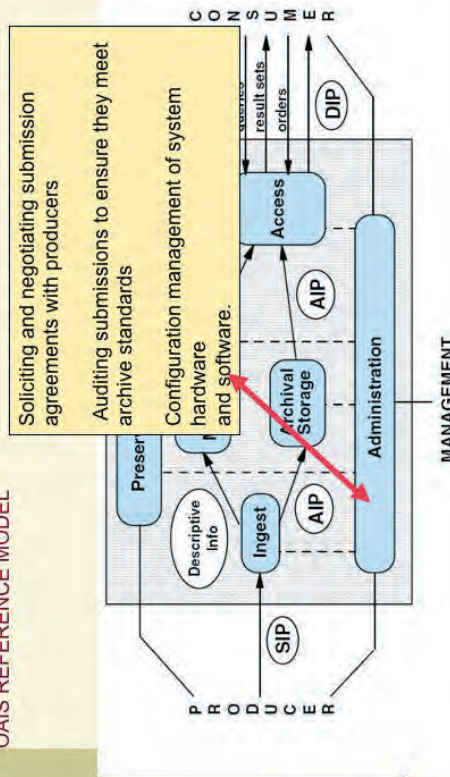 OAIS REFERENCE MODEL
Soliciting and negotiating submission
agreements with producers
Auditing submissions to ensure they meet
archive standards
Configuration management of system
hardware
and software.
Preser
PRODUCER
SIP
Descriptive
Info
Ingest
AIP
Archival
Storage
AIP
Access
queries
result sets
orders
DIP
CONSUMER
Administration
MANAGEMENT